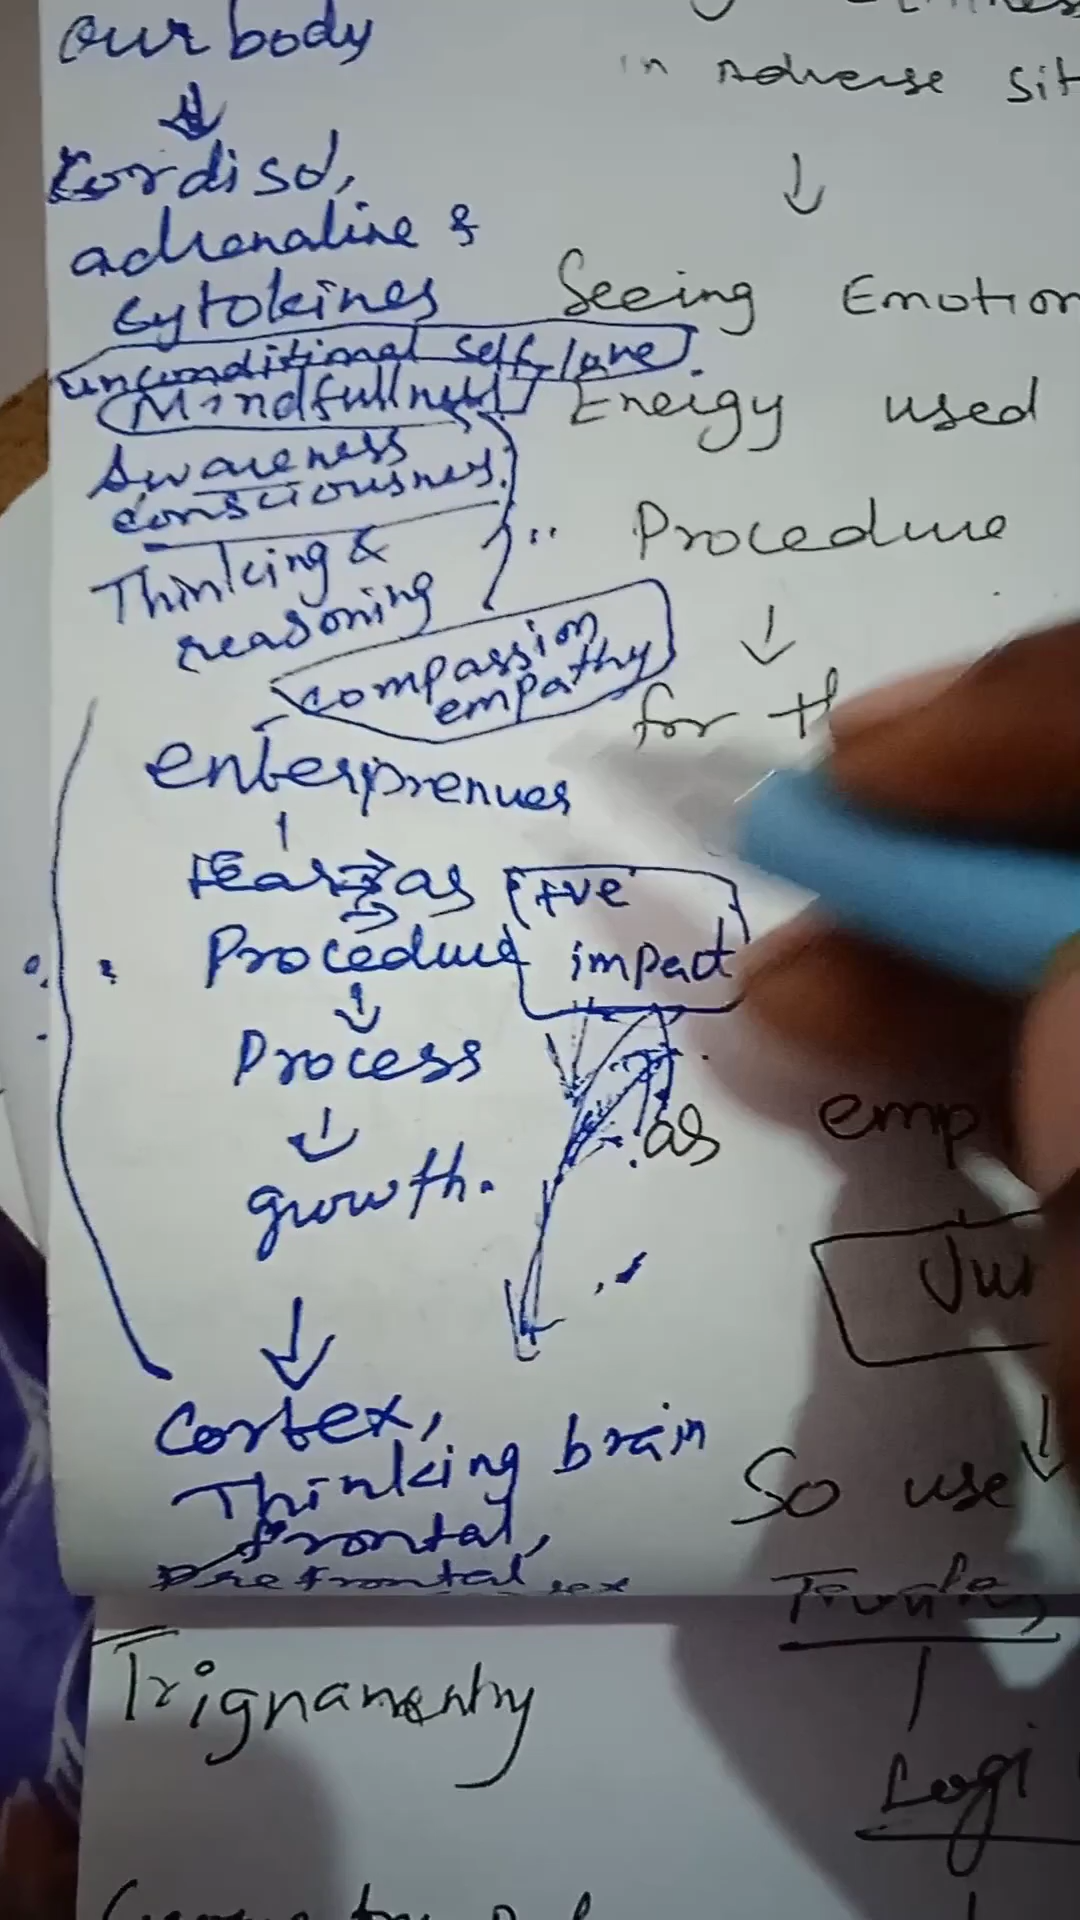 our body
Cordisol,
adrenaline &
Cytokines
unconditional self love
Mindfullness
Awareness
consciousness.
Thinking &
reasoning
compassion
empathy
enterprenues
Fear as
Procedure
+ve
impact
Process
growth.
Cortex,
Thinking brain
frontal,
Prefrontal
in Adverse sit
Seeing Emotion
Energy used
Procedure
for th
as
emp
So use
Logi
Trignamentry